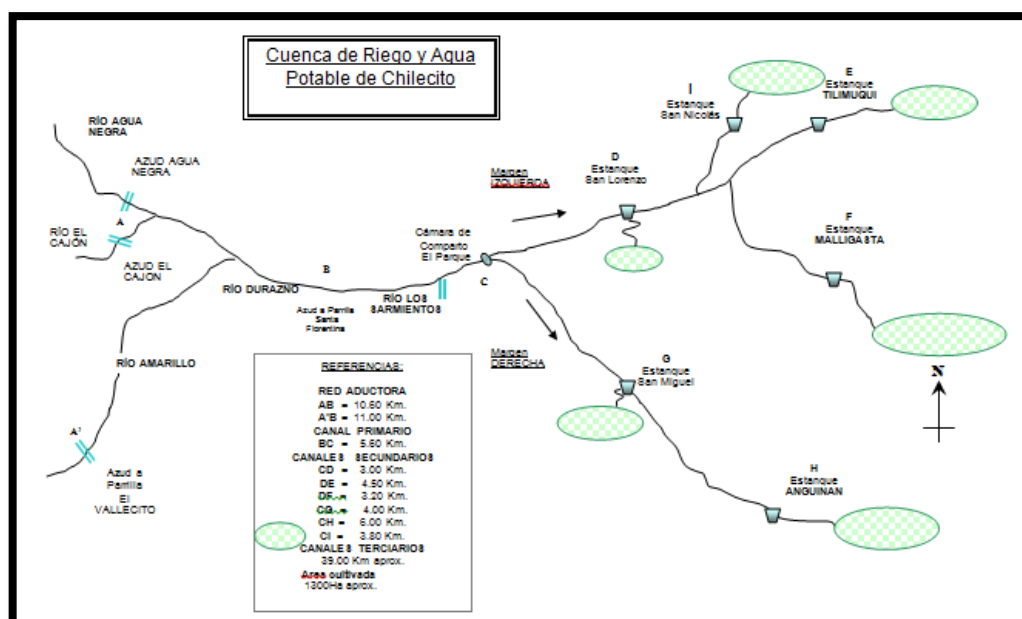 Cuenca de Riego y Agua
Potable de Chilecito
RÍO AGUA
NEGRA
AZUD AGUA
NEGRA
A
RÍO EL
CAJÓN
AZUD EL
CAJON
RÍO DURAZNO
B
Azud a Parrilla
Santa
Florentina
RÍO LOS
SARMIENTOS
RÍO AMARILLO
A'
Azud a
Parrilla
El
VALLECITO
Cámara de
Comparto
El Parque
C
Margen
IZQUIERDA
Margen
DERECHA
D
Estanque
San Lorenzo
I
Estanque
San Nicolás
E
Estanque
TILIMUQUI
F
Estanque
MALLIGASTA
G
Estanque
San Miguel
H
Estanque
ANGUINAN
N
REFERENCIAS:
RED ADUCTORA
AB = 10.60 Km.
A'B = 11.00 Km.
CANAL PRIMARIO
BC = 5.60 Km.
CANALES SECUNDARIOS
CD = 3.00 Km.
DE = 4.50 Km.
DF = 3.20 Km.
CG = 4.00 Km.
CH = 6.00 Km.
CI = 3.80 Km.
CANALES TERCIARIOS
39.00 Km aprox.
Area cultivada
1300Ha aprox.